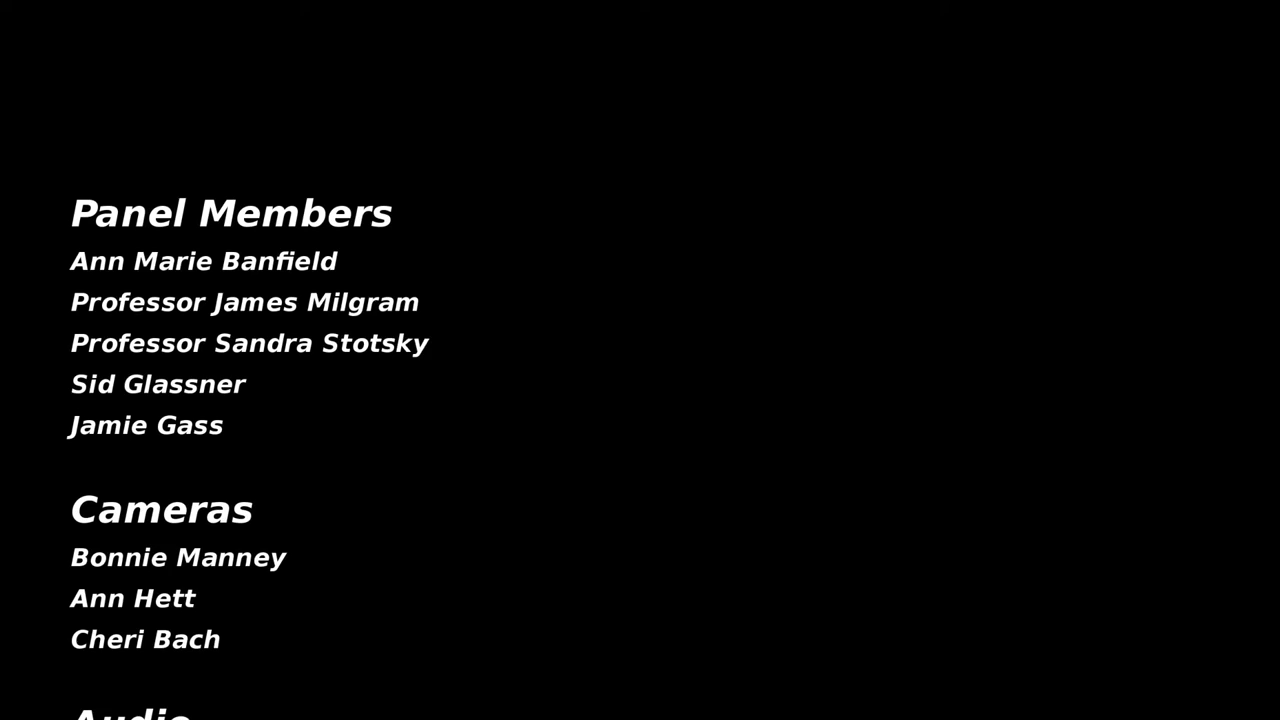 Panel Members
Ann Marie Banfield
Professor James Milgram
Professor Sandra Stotsky
Sid Glassner
Jamie Gass
Cameras
Bonnie Manney
Ann Hett
Cheri Bach
Audio